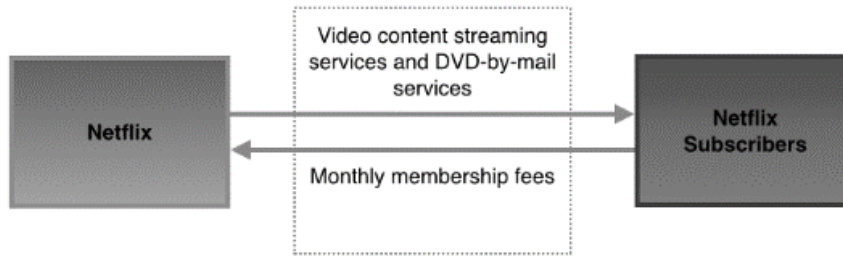 Video content streaming
services and DVD-by-mail
services
Netflix
Netflix
Subscribers
Monthly membership fees